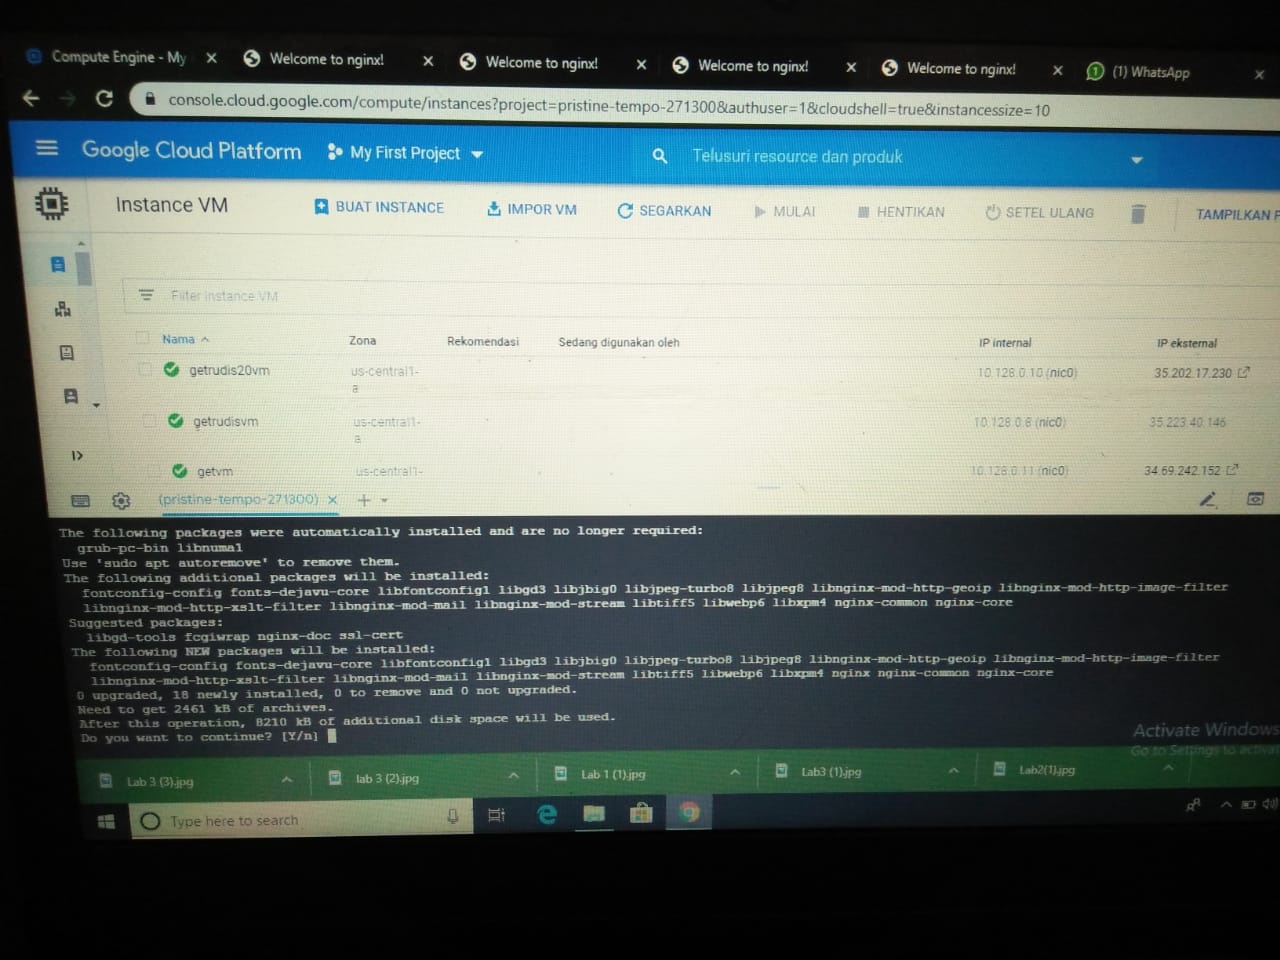 Compute Engine - My
Welcome to nginx!
Welcome to nginx!
Welcome to nginx!
Welcome to nginx!
(1) WhatsApp
console.cloud.google.com/compute/instances?project=pristine-tempo-271300&authuser=1&cloudshell=true&instancessize=10
Google Cloud Platform
My First Project
Telusuri resource dan produk
Instance VM
BUAT INSTANCE
IMPOR VM
SEGARKAN
MULAI
HENTIKAN
SETEL ULANG
TAMPILKAN P
Filter instance VM
Nama
Zona
Rekomendasi
Sedang digunakan oleh
IP internal
IP eksternal
getrudis20vm
us-central1-
a
10.128.0.10 (nic0)
35.202.17.230
getrudisvm
us-central1-
a
10.128.0.8 (nic0)
35.223.40.146
getvm
us-central1-
10.128.0.11 (nic0)
34.69.242.152
(pristine-tempo-271300)
The following packages were automatically installed and are no longer required:
grub-pc-bin libnuma1
Use 'sudo apt autoremove' to remove them.
The following additional packages will be installed:
fontconfig-config fonts-dejavu-core libfontconfig1 libgd3 libjbig0 libjpeg-turbo8 libjpeg8 libnginx-mod-http-geoip libnginx-mod-http-image-filter
libnginx-mod-http-xslt-filter libnginx-mod-mail libnginx-mod-stream libtiff5 libwebp6 libxpm4 nginx-common nginx-core
Suggested packages:
libgd-tools fcgiwrap nginx-doc ssl-cert
The following NEW packages will be installed:
fontconfig-config fonts-dejavu-core libfontconfig1 libgd3 libjbig0 libjpeg-turbo8 libjpeg8 libnginx-mod-http-geoip libnginx-mod-http-image-filter
libnginx-mod-http-xslt-filter libnginx-mod-mail libnginx-mod-stream libtiff5 libwebp6 libxpm4 nginx nginx-common nginx-core
0 upgraded, 18 newly installed, 0 to remove and 0 not upgraded.
Need to get 2461 kB of archives.
After this operation, 8210 kB of additional disk space will be used.
Do you want to continue? [Y/n]
Activate Windows
Go to Settings to activa
Lab 3 (3).jpg
lab 3 (2).jpg
Lab 1 (1).jpg
Lab3 (1).jpg
Lab2(1).jpg
Type here to search